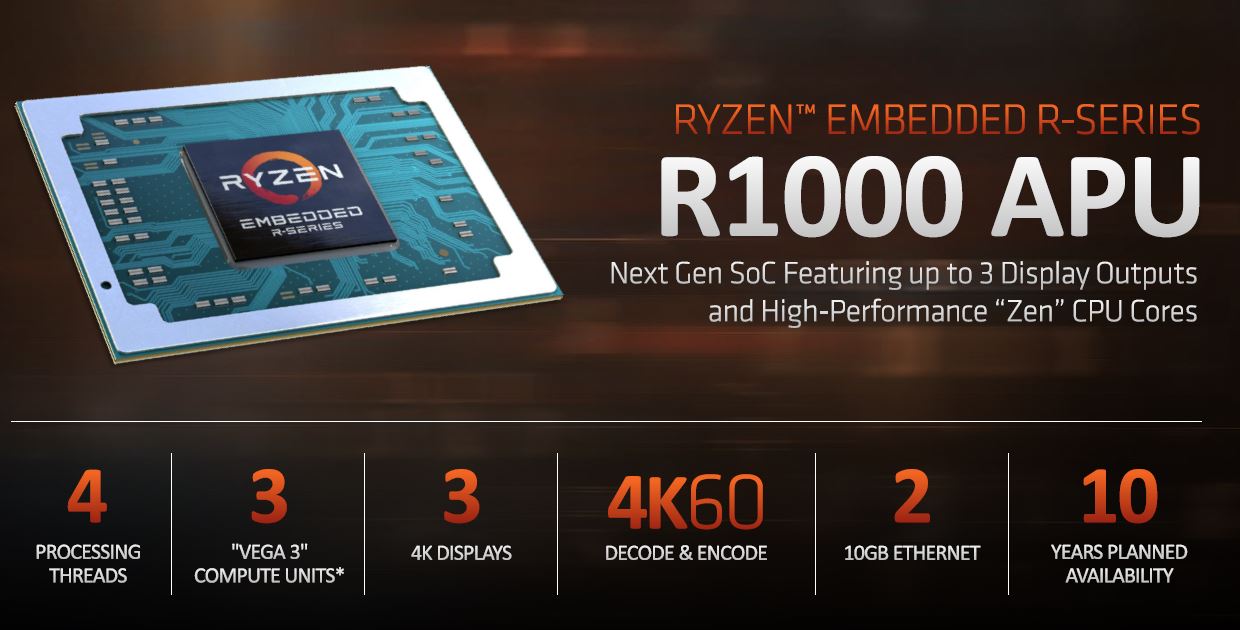 RYZEN
EMBEDDED
R-SERIES
RYZEN™ EMBEDDED R-SERIES
R1000 APU
Next Gen SoC Featuring up to 3 Display Outputs
and High-Performance “Zen” CPU Cores
4
PROCESSING
THREADS
3
"VEGA 3"
COMPUTE UNITS*
3
4K DISPLAYS
4K60
DECODE & ENCODE
2
10GB ETHERNET
10
YEARS PLANNED
AVAILABILITY